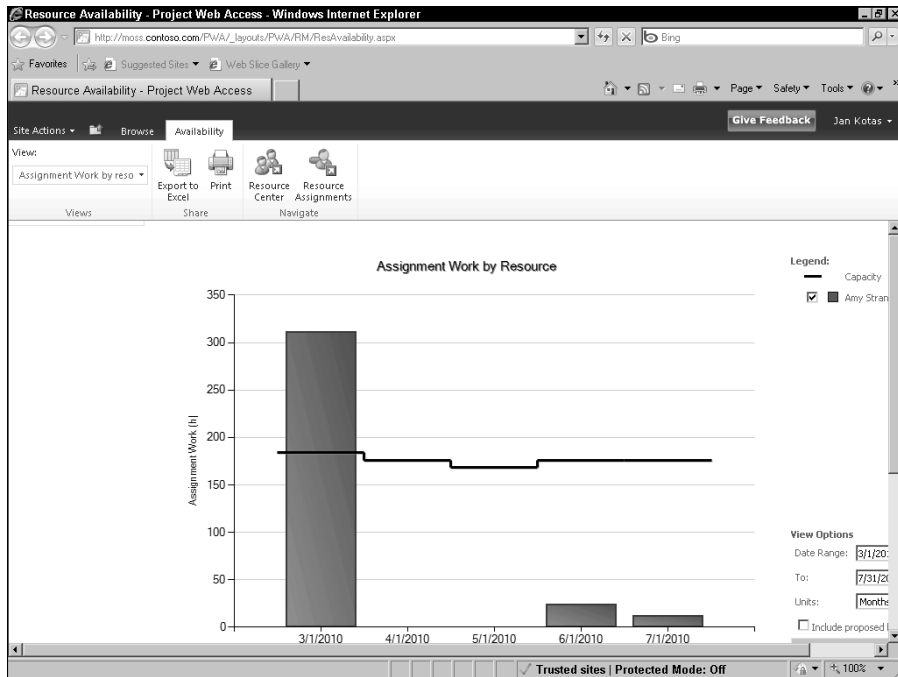 Resource Availability - Project Web Access - Windows Internet Explorer
http://moss.contoso.com/PWA/_layouts/PWA/RM/ResAvailability.aspx
Bing
Favorites
Suggested Sites
Web Slice Gallery
Resource Availability - Project Web Access
Page
Safety
Tools
»
Give Feedback
Jan Kotas
Site Actions
Browse
Availability
View:
Assignment Work by reso
Export to Excel
Print
Resource Center
Resource Assignments
Views
Share
Navigate
Assignment Work by Resource
Legend:
Capacity
Amy Stran
Assignment Work (h)
350
300
250
200
150
100
50
0
3/1/2010
4/1/2010
5/1/2010
6/1/2010
7/1/2010
View Options
Date Range:
3/1/20
To:
7/31/2
Units:
Months
Include proposed
Trusted sites | Protected Mode: Off
100%